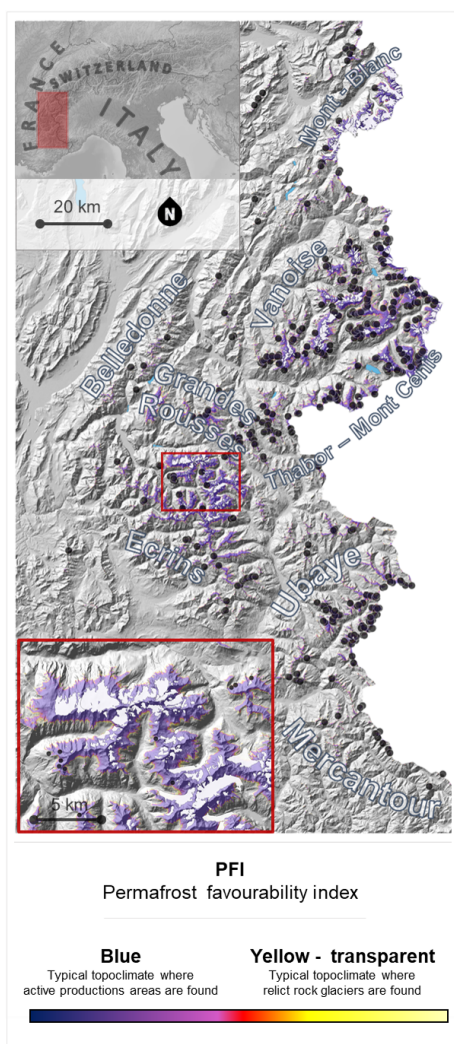 FRANCE
SWITZERLAND
ITALY
20 km
N
Mont - Blanc
Vanoise
Belledonne
Grandes
Rousses
Thabor – Mont Cenis
Ecrins
Ubaye
Mercantour
5 km
PFI
Permafrost favourability index
Blue
Typical topoclimate where
active productions areas are found
Yellow - transparent
Typical topoclimate where
relict rock glaciers are found